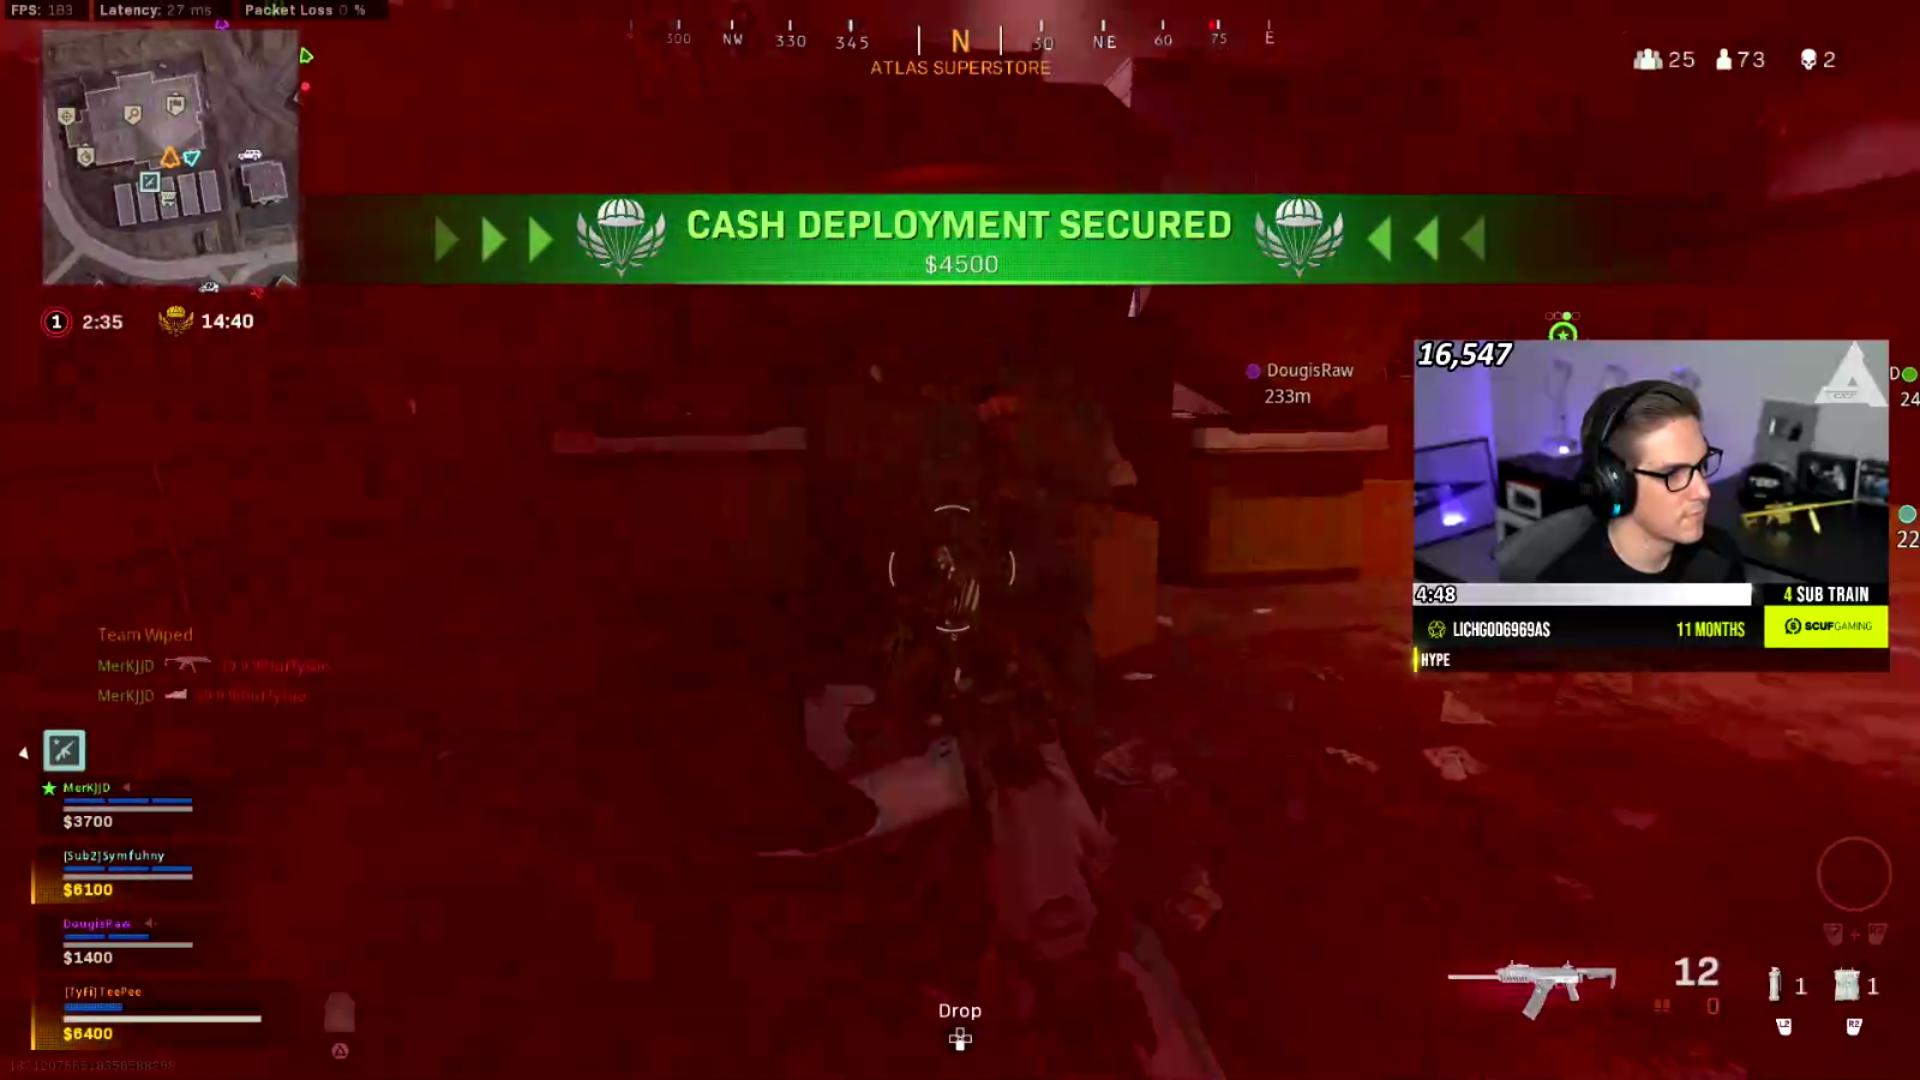 FPS: 183 Latency: 27 ms Packet Loss 0 %
300 NW 330 345 N 30 NE 60 75 E
ATLAS SUPERSTORE
25 73 2
CASH DEPLOYMENT SECURED
$4500
1 2:35 14:40
16,547
DougisRaw
233m
D
24
22
4:48
4 SUB TRAIN
LICHGOD6969AS 11 MONTHS
SCUFGAMING
HYPE
Team Wiped
MerKJJD
MerKJJD
MerKJJD
$3700
[Sub2]Symfuhny
$6100
DougisRaw
$1400
[TyFi]TeePee
$6400
Drop
12
0
1 1
L2 R2